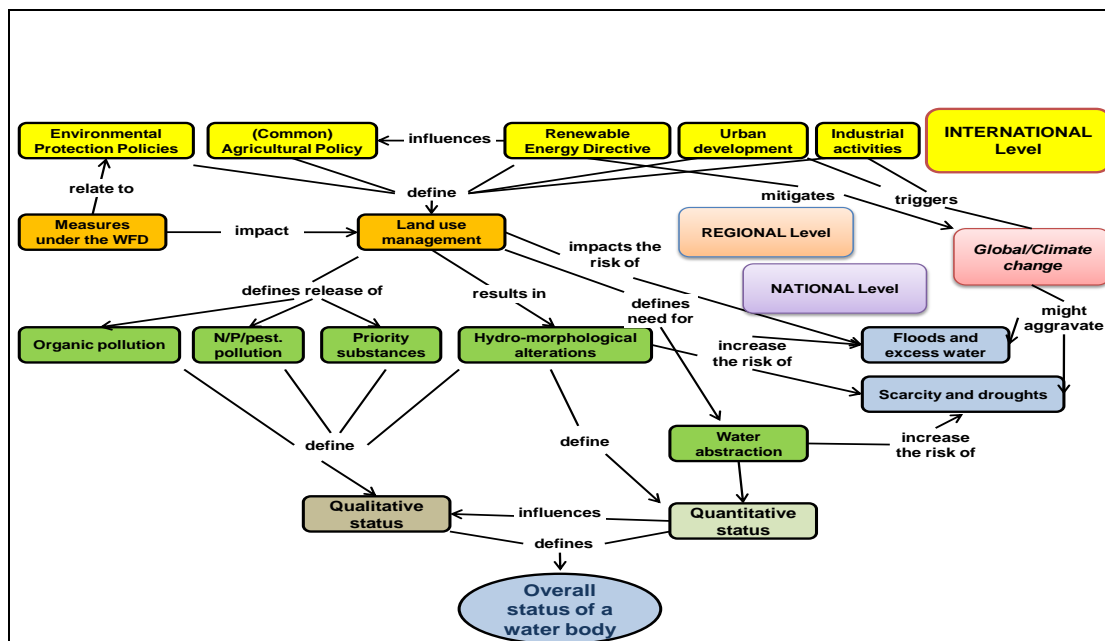 Environmental
Protection Policies
(Common)
Agricultural Policy
influences
Renewable
Energy Directive
Urban
development
Industrial
activities
INTERNATIONAL
Level
relate to
define
mitigates
triggers
Measures
under the WFD
impact
Land use
management
impacts the
risk of
REGIONAL Level
Global/Climate
change
NATIONAL Level
defines release of
results in
defines
need for
might
aggravate
Organic pollution
N/P/pest.
pollution
Priority
substances
Hydro-morphological
alterations
increase
the risk of
Floods and
excess water
Scarcity and droughts
define
define
Water
abstraction
increase
the risk of
Qualitative
status
influences
Quantitative
status
defines
Overall
status of a
water body